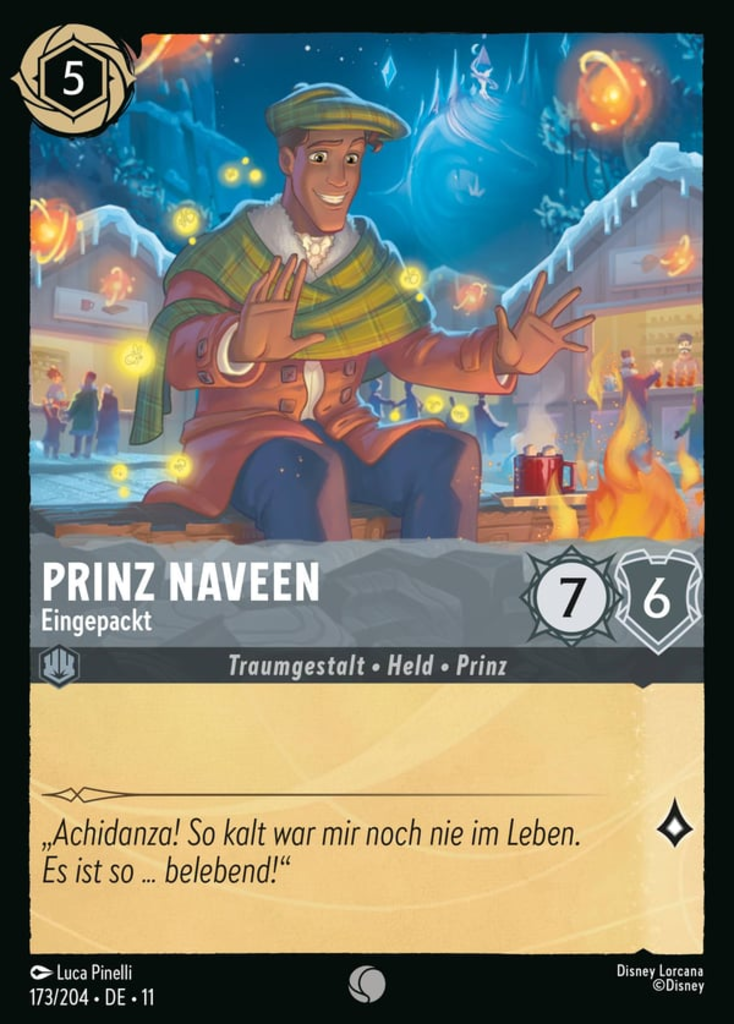 5
PRINZ NAVEEN
Eingepackt
7
6
Traumgestalt • Held • Prinz
„Achidanza! So kalt war mir noch nie im Leben.
Es ist so ... belebend!“
Luca Pinelli
173/204 • DE • 11
Disney Lorcana
©Disney